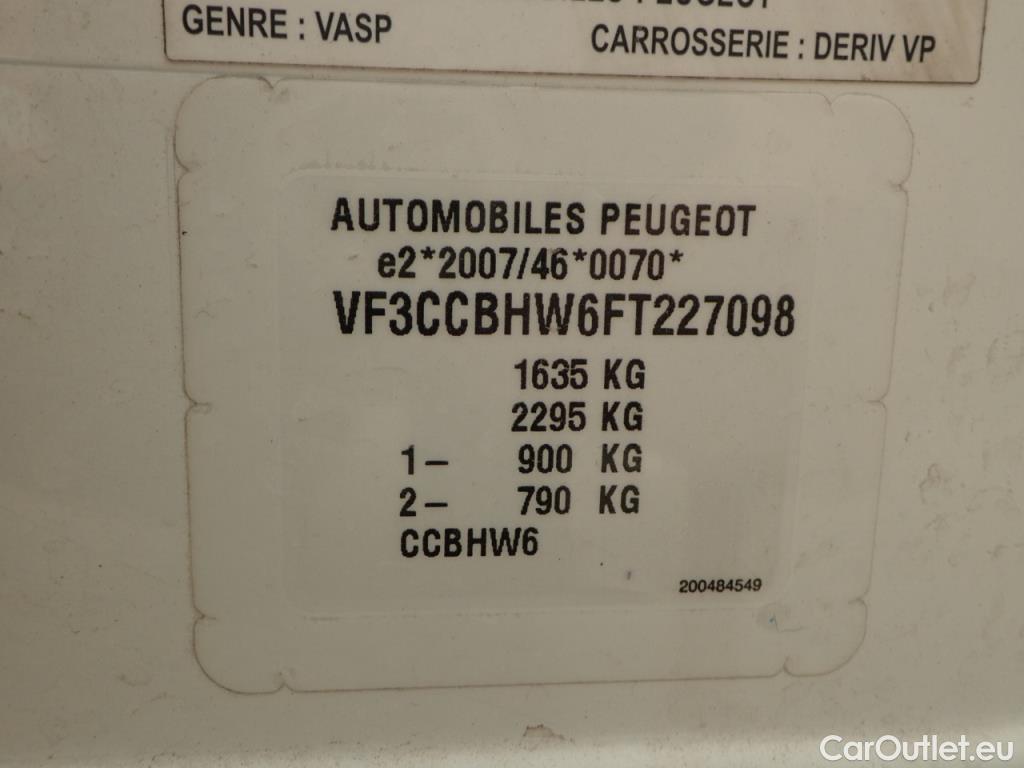 PEUGEOT
GENRE : VASP
CARROSSERIE : DERIV VP
AUTOMOBILES PEUGEOT
e2*2007/46*0070*
VF3CCBHW6FT227098
1635 KG
2295 KG
1- 900 KG
2- 790 KG
CCBHW6
200484549
CarOutlet.eu